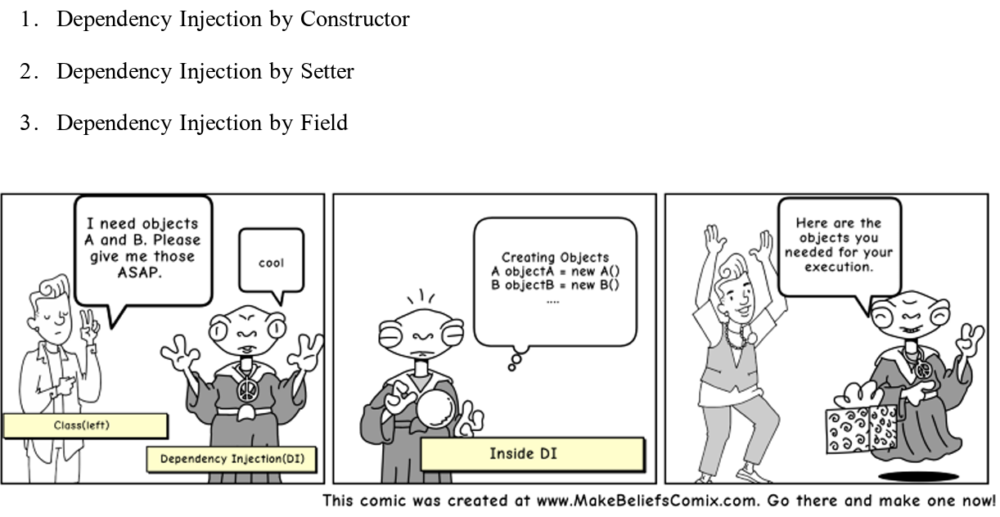 1. Dependency Injection by Constructor
2. Dependency Injection by Setter
3. Dependency Injection by Field
I need objects
A and B. Please
give me those
ASAP.
cool
Class(left)
Dependency Injection(DI)
Creating Objects
A objectA = new A()
B objectB = new B()
....
Inside DI
Here are the
objects you
needed for your
execution.
This comic was created at www.MakeBeliefsComix.com. Go there and make one now!